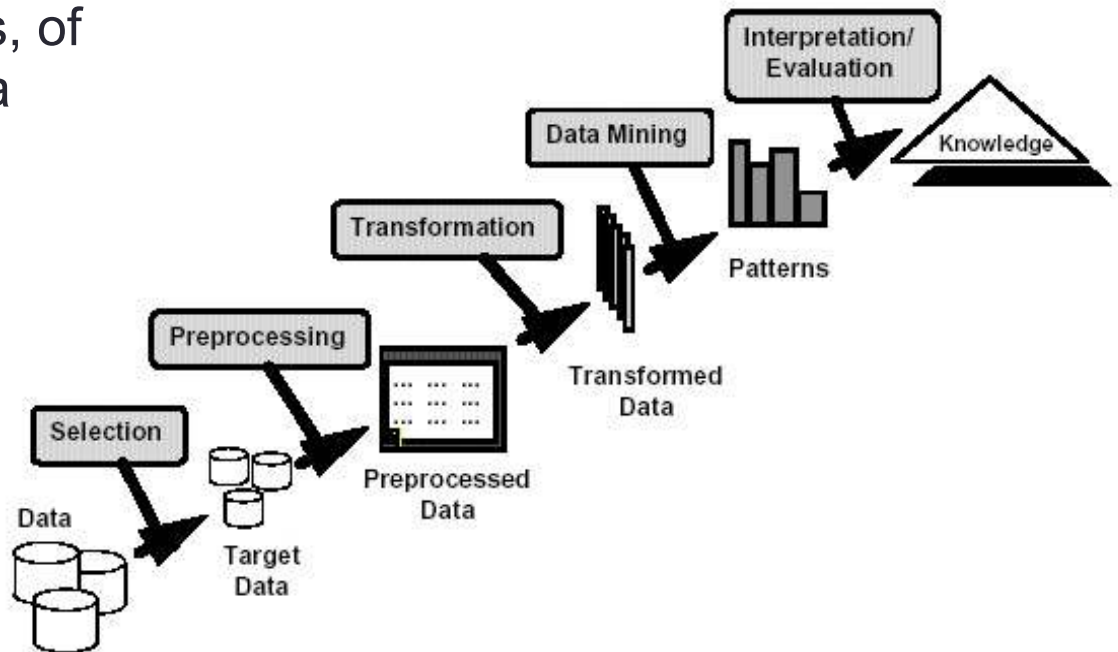 s, of
a
Interpretation/
Evaluation
Data Mining
Knowledge
Transformation
Patterns
Preprocessing
Transformed
Data
Selection
Preprocessed
Data
Data
Target
Data